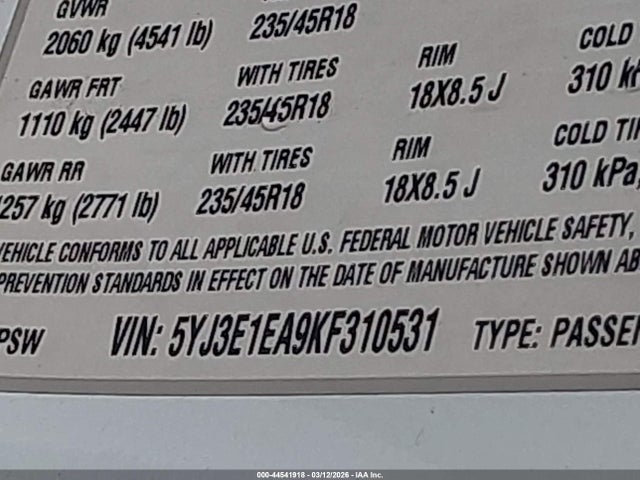 GVWR
2060 kg (4541 lb) 235/45R18
GAWR FRT WITH TIRES RIM COLD
1110 kg (2447 lb) 235/45R18 18X8.5 J 310
GAWR RR WITH TIRES RIM COLD
1257 kg (2771 lb) 235/45R18 18X8.5 J 310 kPa
VEHICLE CONFORMS TO ALL APPLICABLE U.S. FEDERAL MOTOR VEHICLE SAFETY,
PREVENTION STANDARDS IN EFFECT ON THE DATE OF MANUFACTURE SHOWN AB
PSW VIN: 5YJ3E1EA9KF310531 TYPE: PASSE
000-44541918 - 03/12/2026 - IAA Inc.